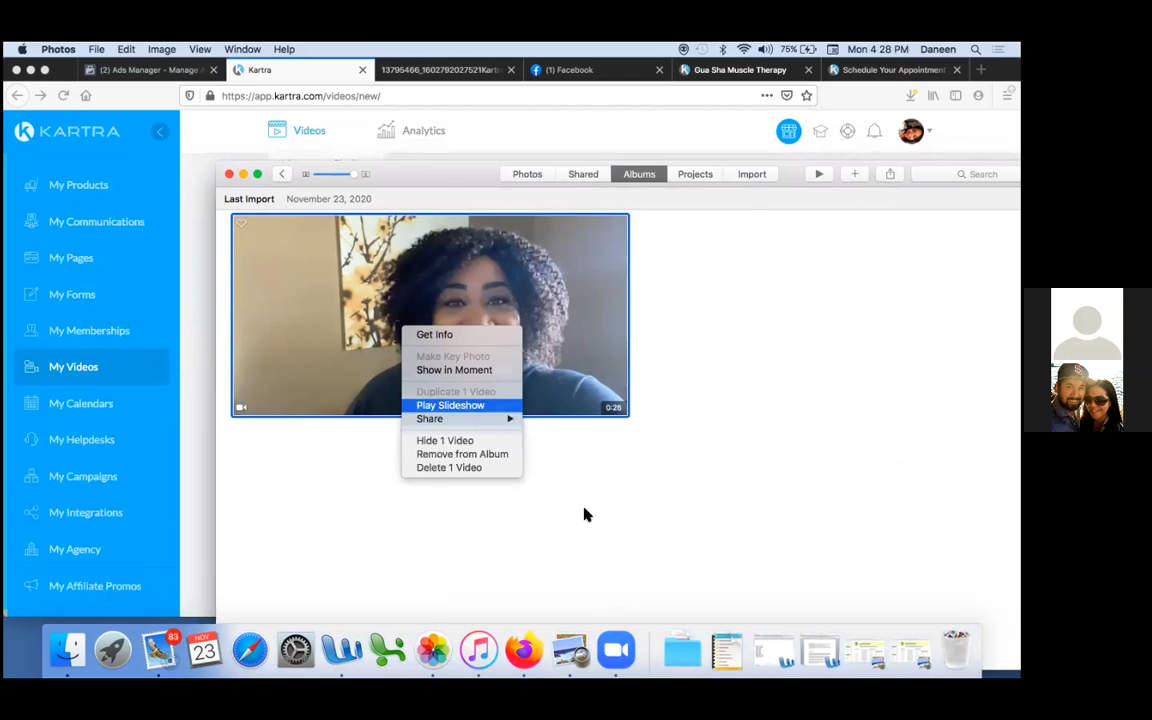 Photos File Edit Image View Window Help 75% Mon 4 28 PM Daneen
(2) Ads Manager - Manage A
Kartra
13795466_1602792027521Kartr
(1) Facebook
Gua Sha Muscle Therapy
Schedule Your Appointment
https://app.kartra.com/videos/new/
KARTRA
Videos
Analytics
My Products
My Communications
My Pages
My Forms
My Memberships
My Videos
My Calendars
My Helpdesks
My Campaigns
My Integrations
My Agency
My Affiliate Promos
Photos Shared Albums Projects Import Search
Last Import November 23, 2020
Get Info
Make Key Photo
Show in Moment
Duplicate 1 Video
Play Slideshow
Share
Hide 1 Video
Remove from Album
Delete 1 Video
0:26
83
NOV
23